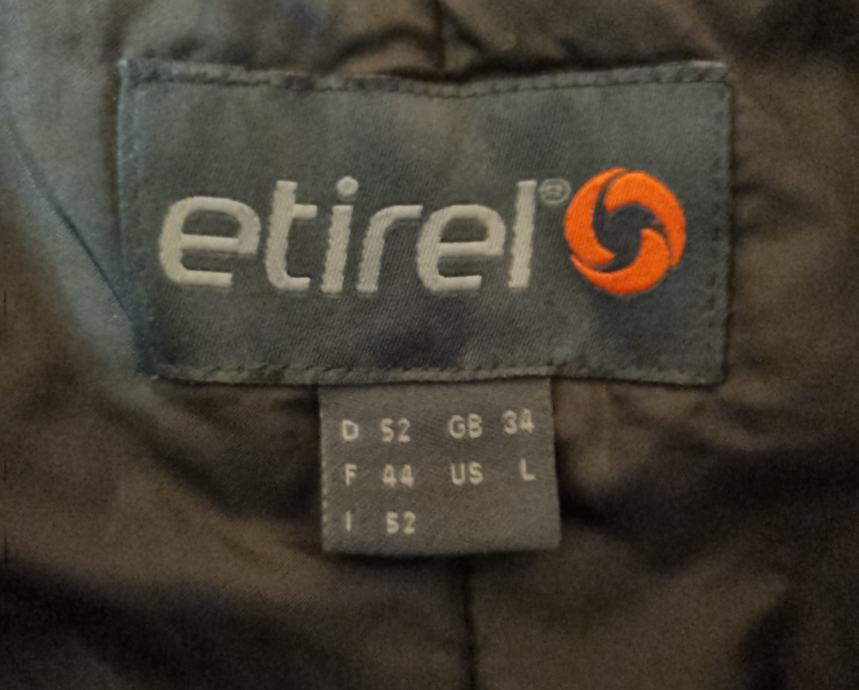 etirel®
D 52 GB 34
F 44 US L
I 52